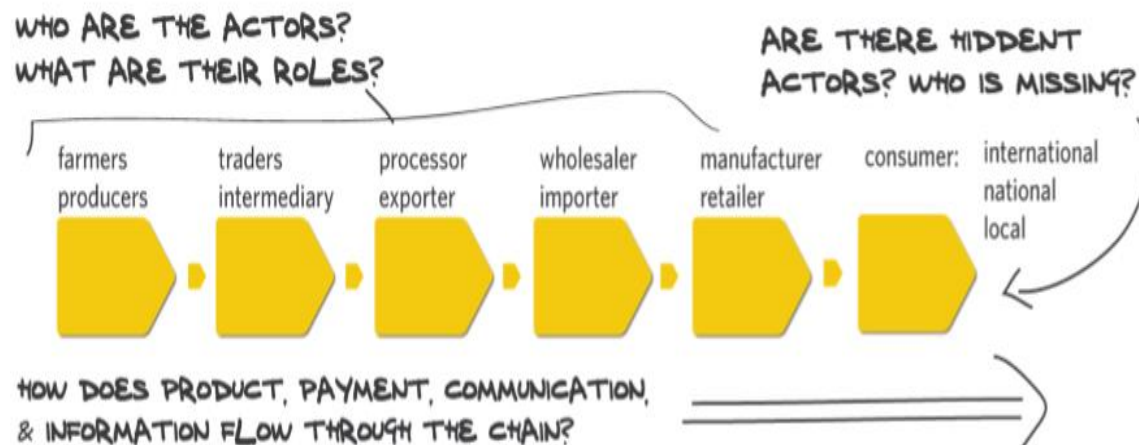 WHO ARE THE ACTORS?
WHAT ARE THEIR ROLES?
ARE THERE HIDDENT
ACTORS? WHO IS MISSING?
farmers
producers
traders
intermediary
processor
exporter
wholesaler
importer
manufacturer
retailer
consumer:
international
national
local
HOW DOES PRODUCT, PAYMENT, COMMUNICATION,
& INFORMATION FLOW THROUGH THE CHAIN?